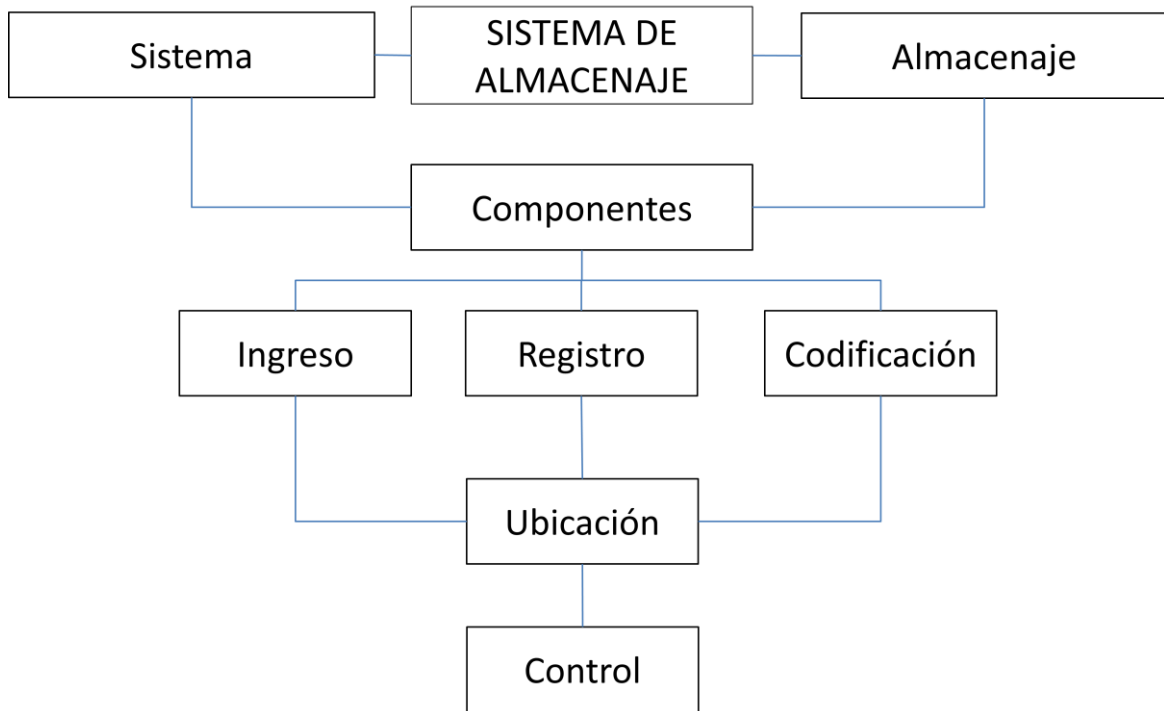 Sistema
SISTEMA DE
ALMACENAJE
Almacenaje
Componentes
Ingreso
Registro
Codificación
Ubicación
Control